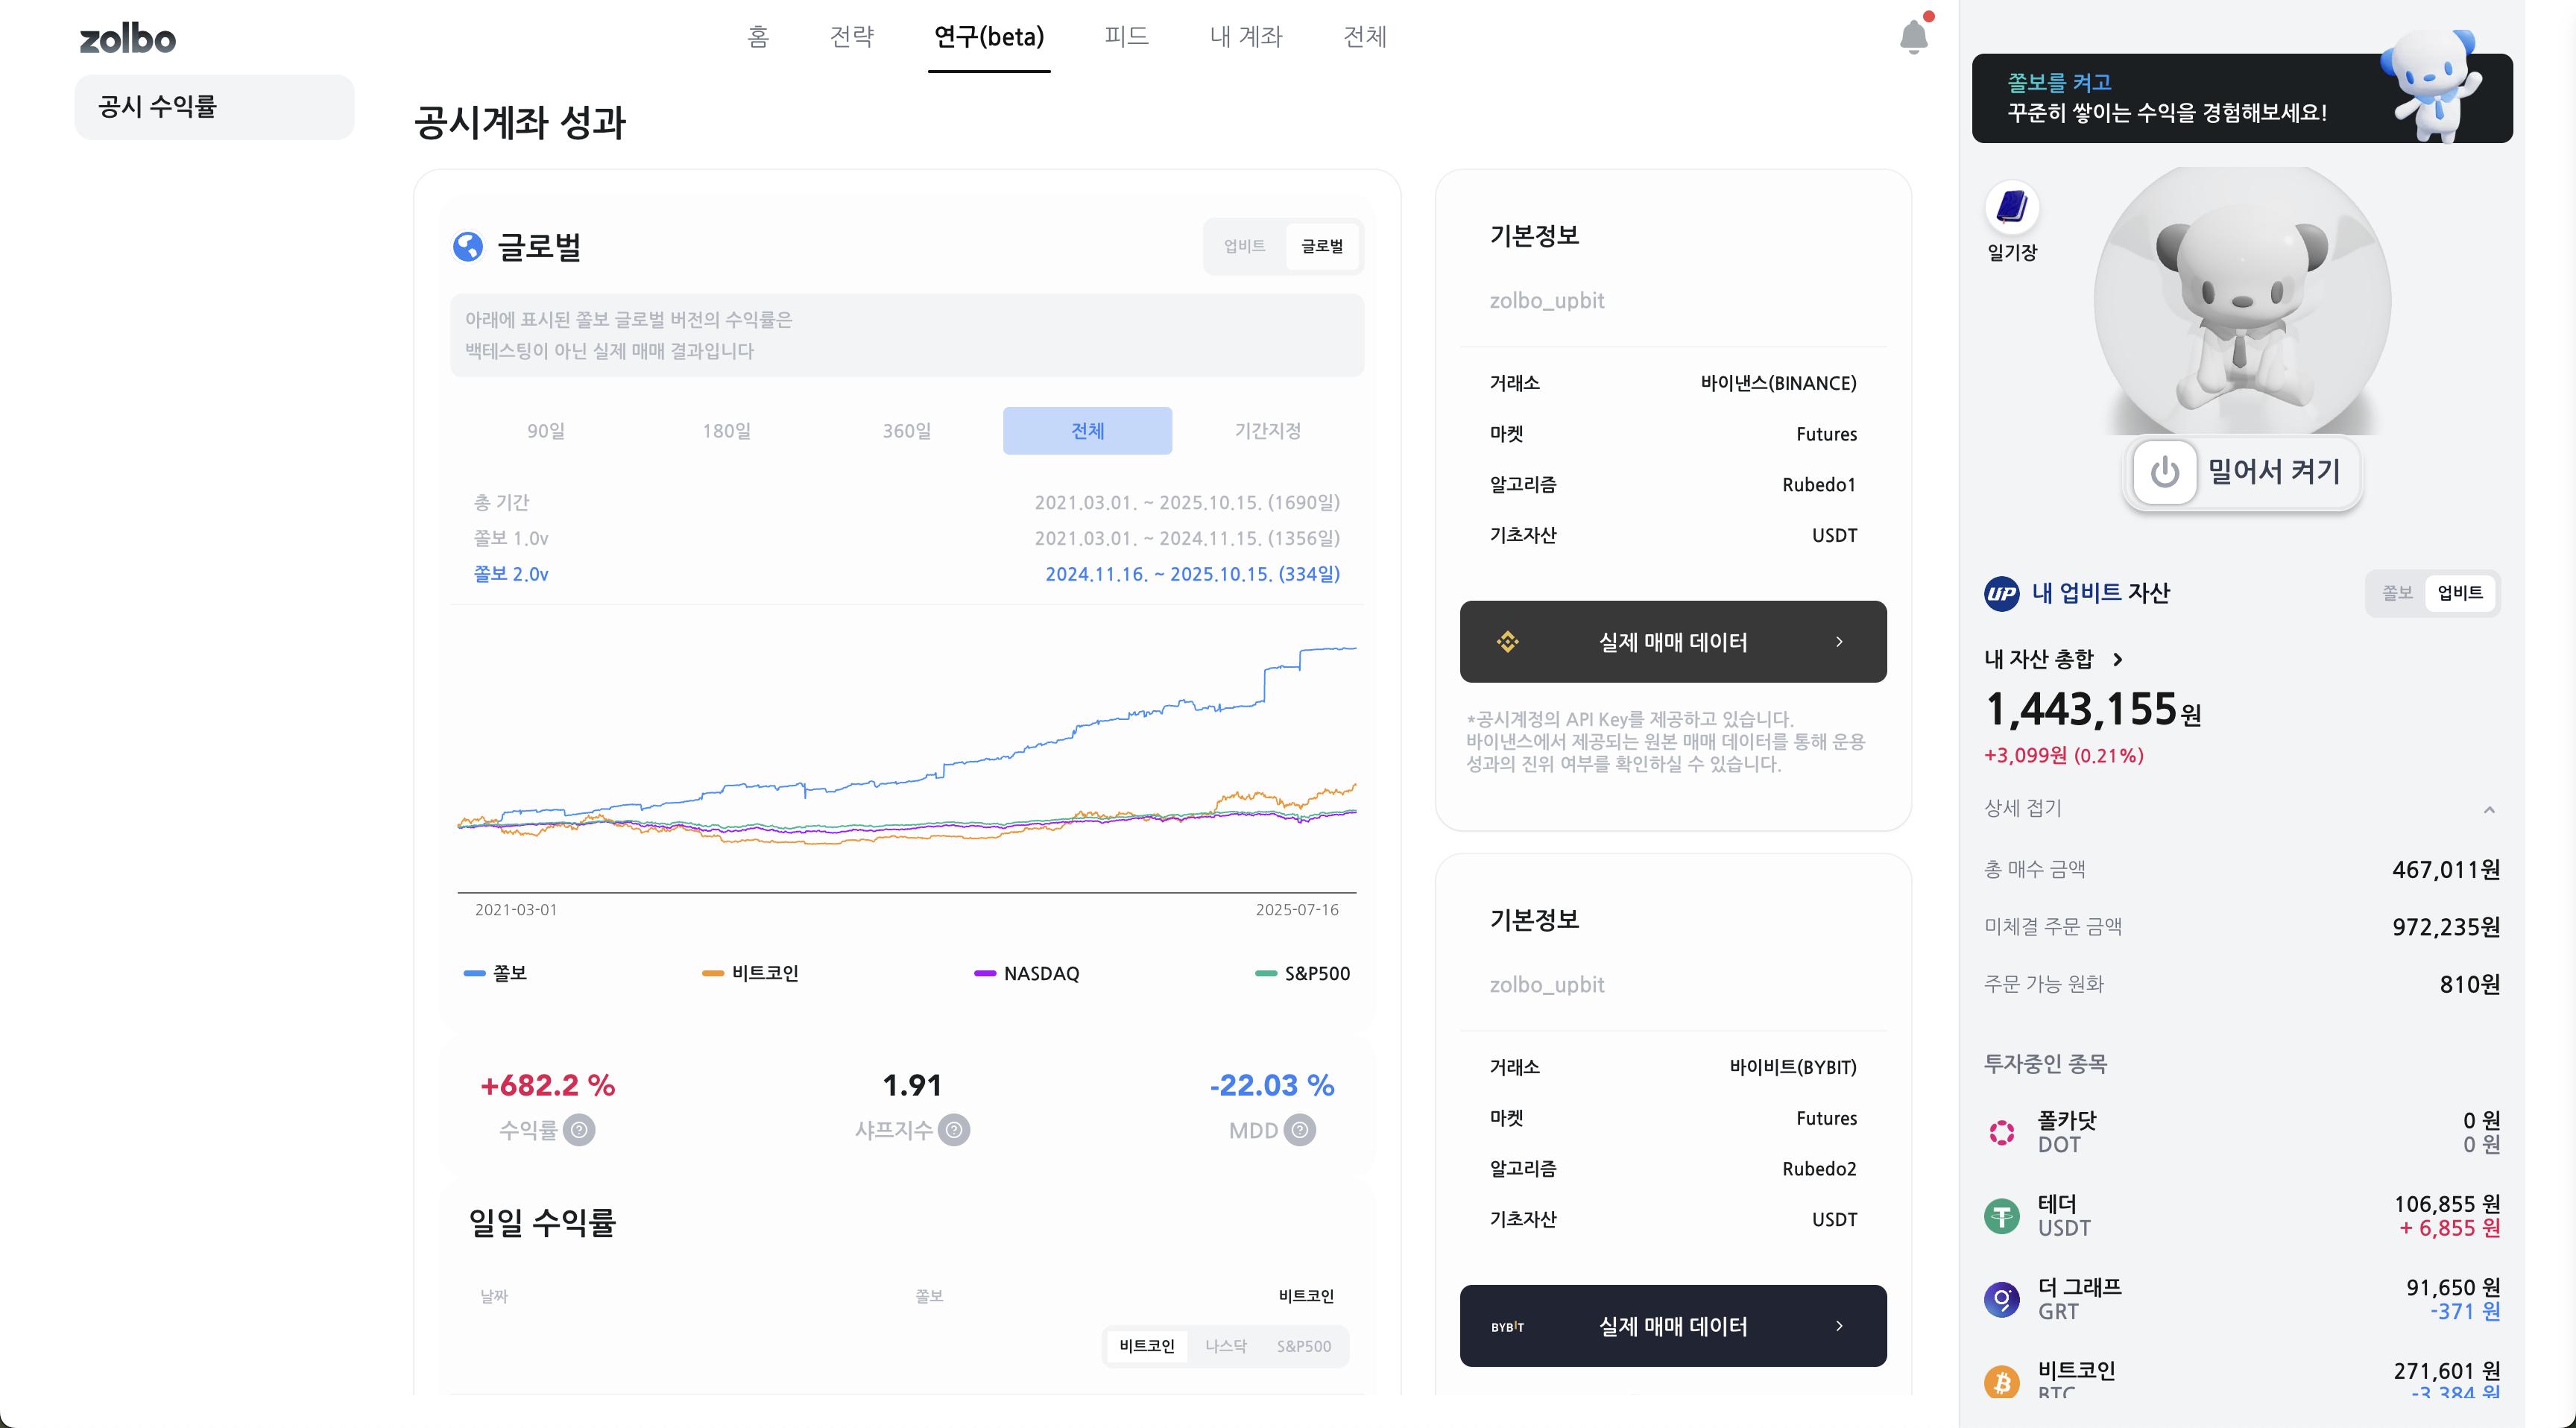 zolbo
홈
전략
연구(beta)
피드
내 계좌
전체
공시 수익률
공시계좌 성과
글로벌
업비트
글로벌
아래에 표시된 쫄보 글로벌 버전의 수익률은
백테스팅이 아닌 실제 매매 결과입니다
90일
180일
360일
전체
기간지정
총 기간 2021.03.01. ~ 2025.10.15. (1690일)
쫄보 1.0v 2021.03.01. ~ 2024.11.15. (1356일)
쫄보 2.0v 2024.11.16. ~ 2025.10.15. (334일)
2021-03-01
2025-07-16
쫄보
비트코인
NASDAQ
S&P500
+682.2 %
수익률
1.91
샤프지수
-22.03 %
MDD
일일 수익률
날짜
쫄보
비트코인
비트코인
나스닥
S&P500
기본정보
zolbo_upbit
거래소 바이낸스(BINANCE)
마켓 Futures
알고리즘 Rubedo1
기초자산 USDT
실제 매매 데이터
*공시계정의 API Key를 제공하고 있습니다.
바이낸스에서 제공되는 원본 매매 데이터를 통해 운용
성과의 진위 여부를 확인하실 수 있습니다.
기본정보
zolbo_upbit
거래소 바이비트(BYBIT)
마켓 Futures
알고리즘 Rubedo2
기초자산 USDT
BYBIT
실제 매매 데이터
쫄보를 켜고
꾸준히 쌓이는 수익을 경험해보세요!
일기장
밀어서 켜기
UP
내 업비트 자산
쫄보
업비트
내 자산 총합
1,443,155원
+3,099원 (0.21%)
상세 접기
총 매수 금액 467,011원
미체결 주문 금액 972,235원
주문 가능 원화 810원
투자중인 종목
폴카닷 0 원
DOT 0 원
테더 106,855 원
USDT + 6,855 원
더 그래프 91,650 원
GRT -371 원
비트코인 271,601 원
BTC -3,384 원